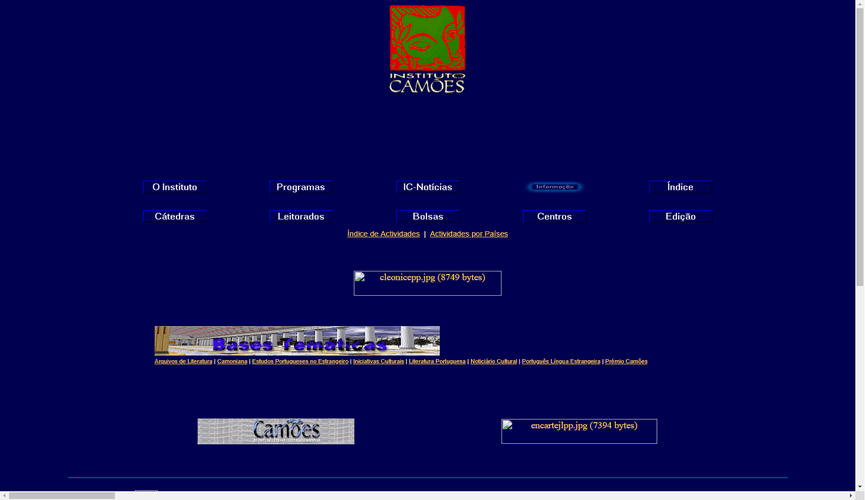 INSTITUTO
CAMÕES
O Instituto Programas IC-Notícias Informação Índice
Cátedras Leitorados Bolsas Centros Edição
Índice de Actividades | Actividades por Países
cleonicepp.jpg (8749 bytes)
Bases Temáticas
Arquivos de Literatura | Camoniana | Estudos Portugueses no Estrangeiro | Iniciativas Culturais | Literatura Portuguesa | Noticiário Cultural | Português Língua Estrangeira | Prémio Camões
Camões
encartejlpp.jpg (7394 bytes)